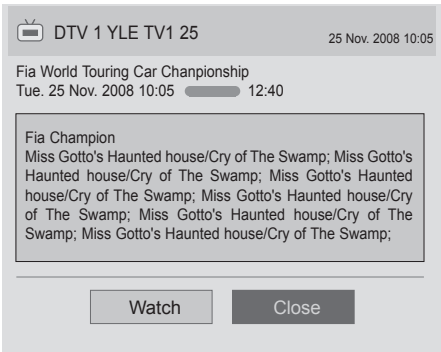 DTV 1 YLE TV1 25
25 Nov. 2008 10:05
Fia World Touring Car Chanpionship
Tue. 25 Nov. 2008 10:05 12:40
Fia Champion
Miss Gotto's Haunted house/Cry of The Swamp; Miss Gotto's
Haunted house/Cry of The Swamp; Miss Gotto's Haunted
house/Cry of The Swamp; Miss Gotto's Haunted house/Cry
of The Swamp; Miss Gotto's Haunted house/Cry of The
Swamp; Miss Gotto's Haunted house/Cry of The Swamp;
Watch
Close